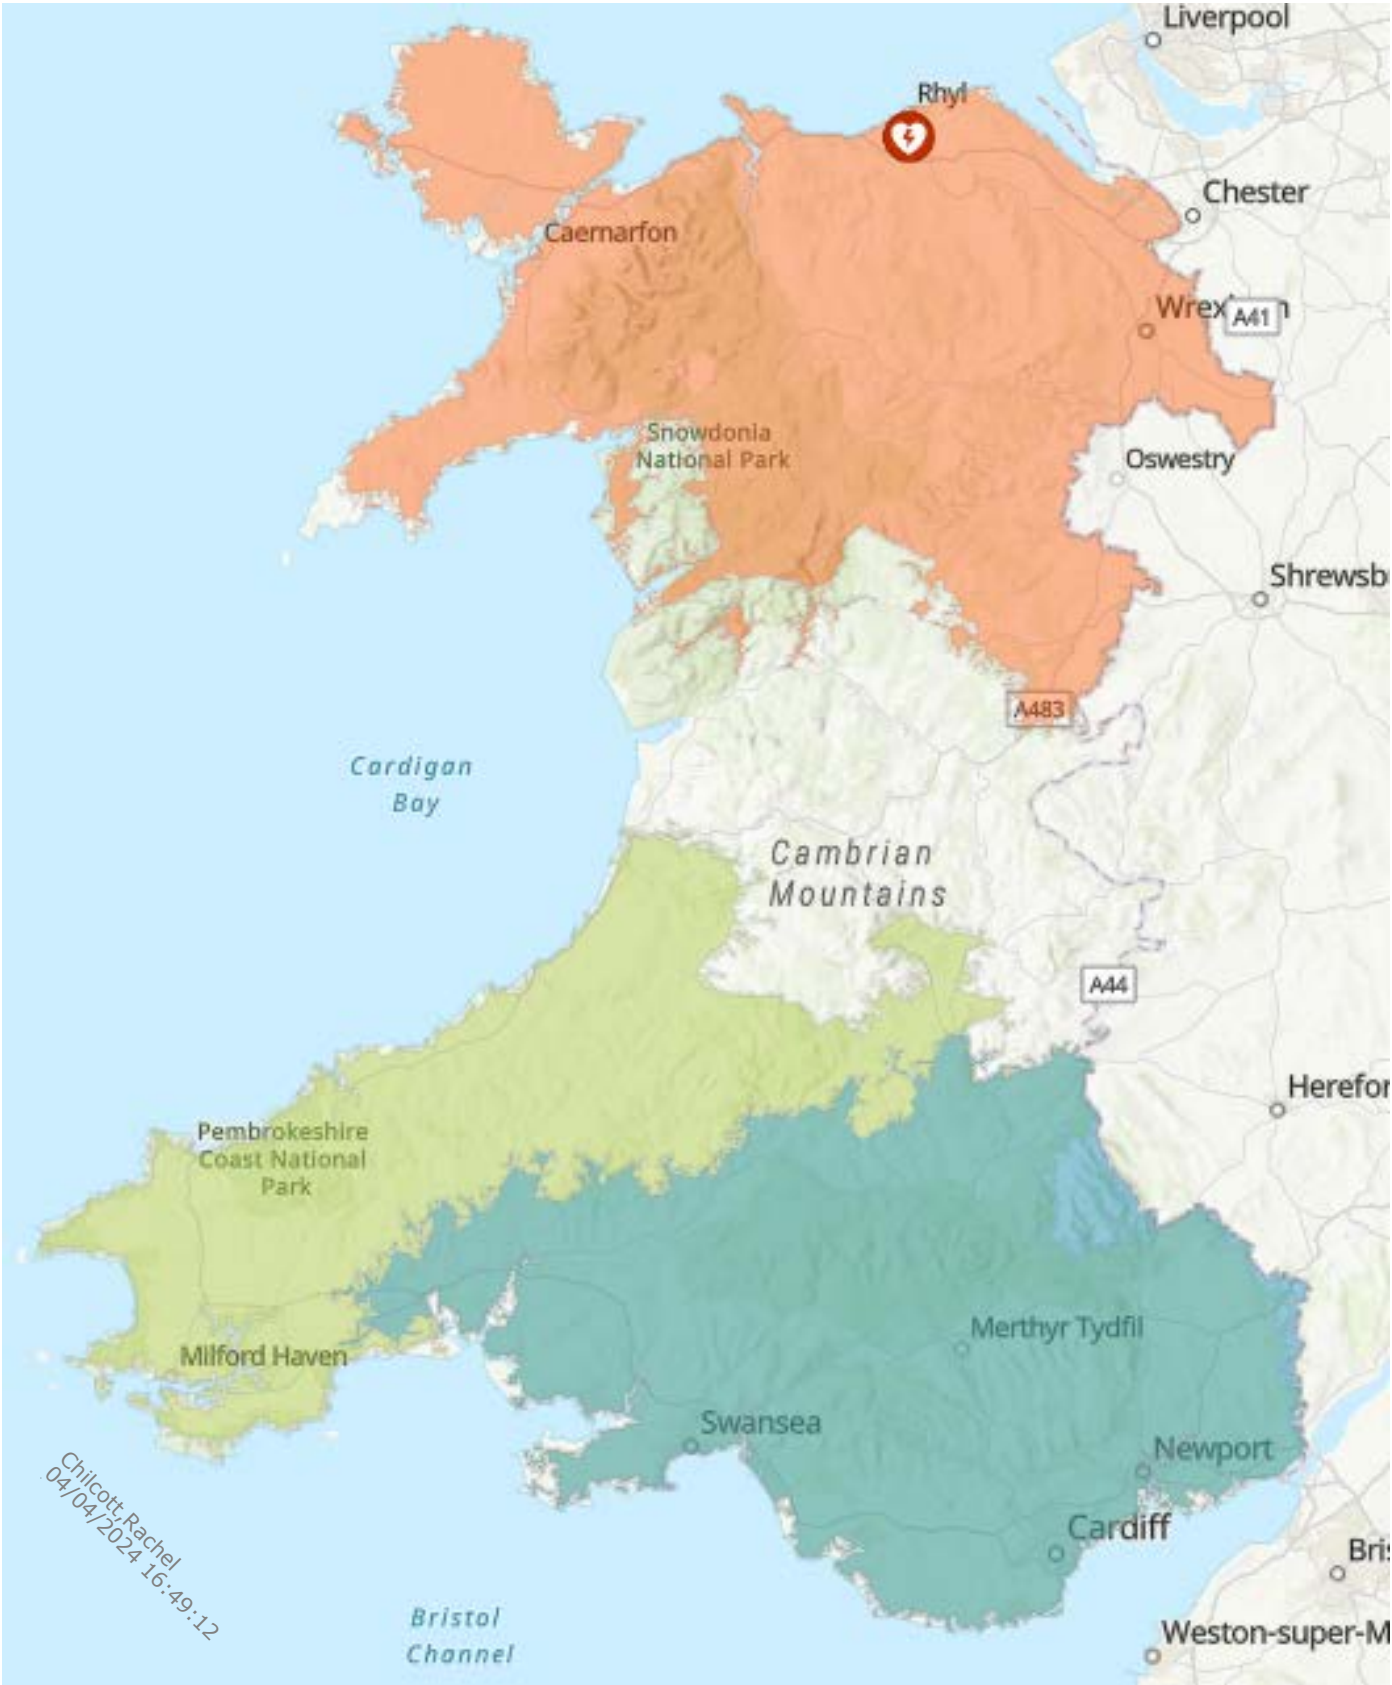 Liverpool
Rhyl
Chester
Caernarfon
A41
Snowdonia
National Park
Oswestry
A483
Cardigan
Bay
Cambrian
Mountains
A44
Pembrokeshire
Coast National
Park
Merthyr Tydfil
Milford Haven
Swansea
Newport
Cardiff
Chilcott,Rachel
04/04/2024 16:49:12
Bristol
Channel
Shrewsb
Herefor
Bris
Weston-super-M